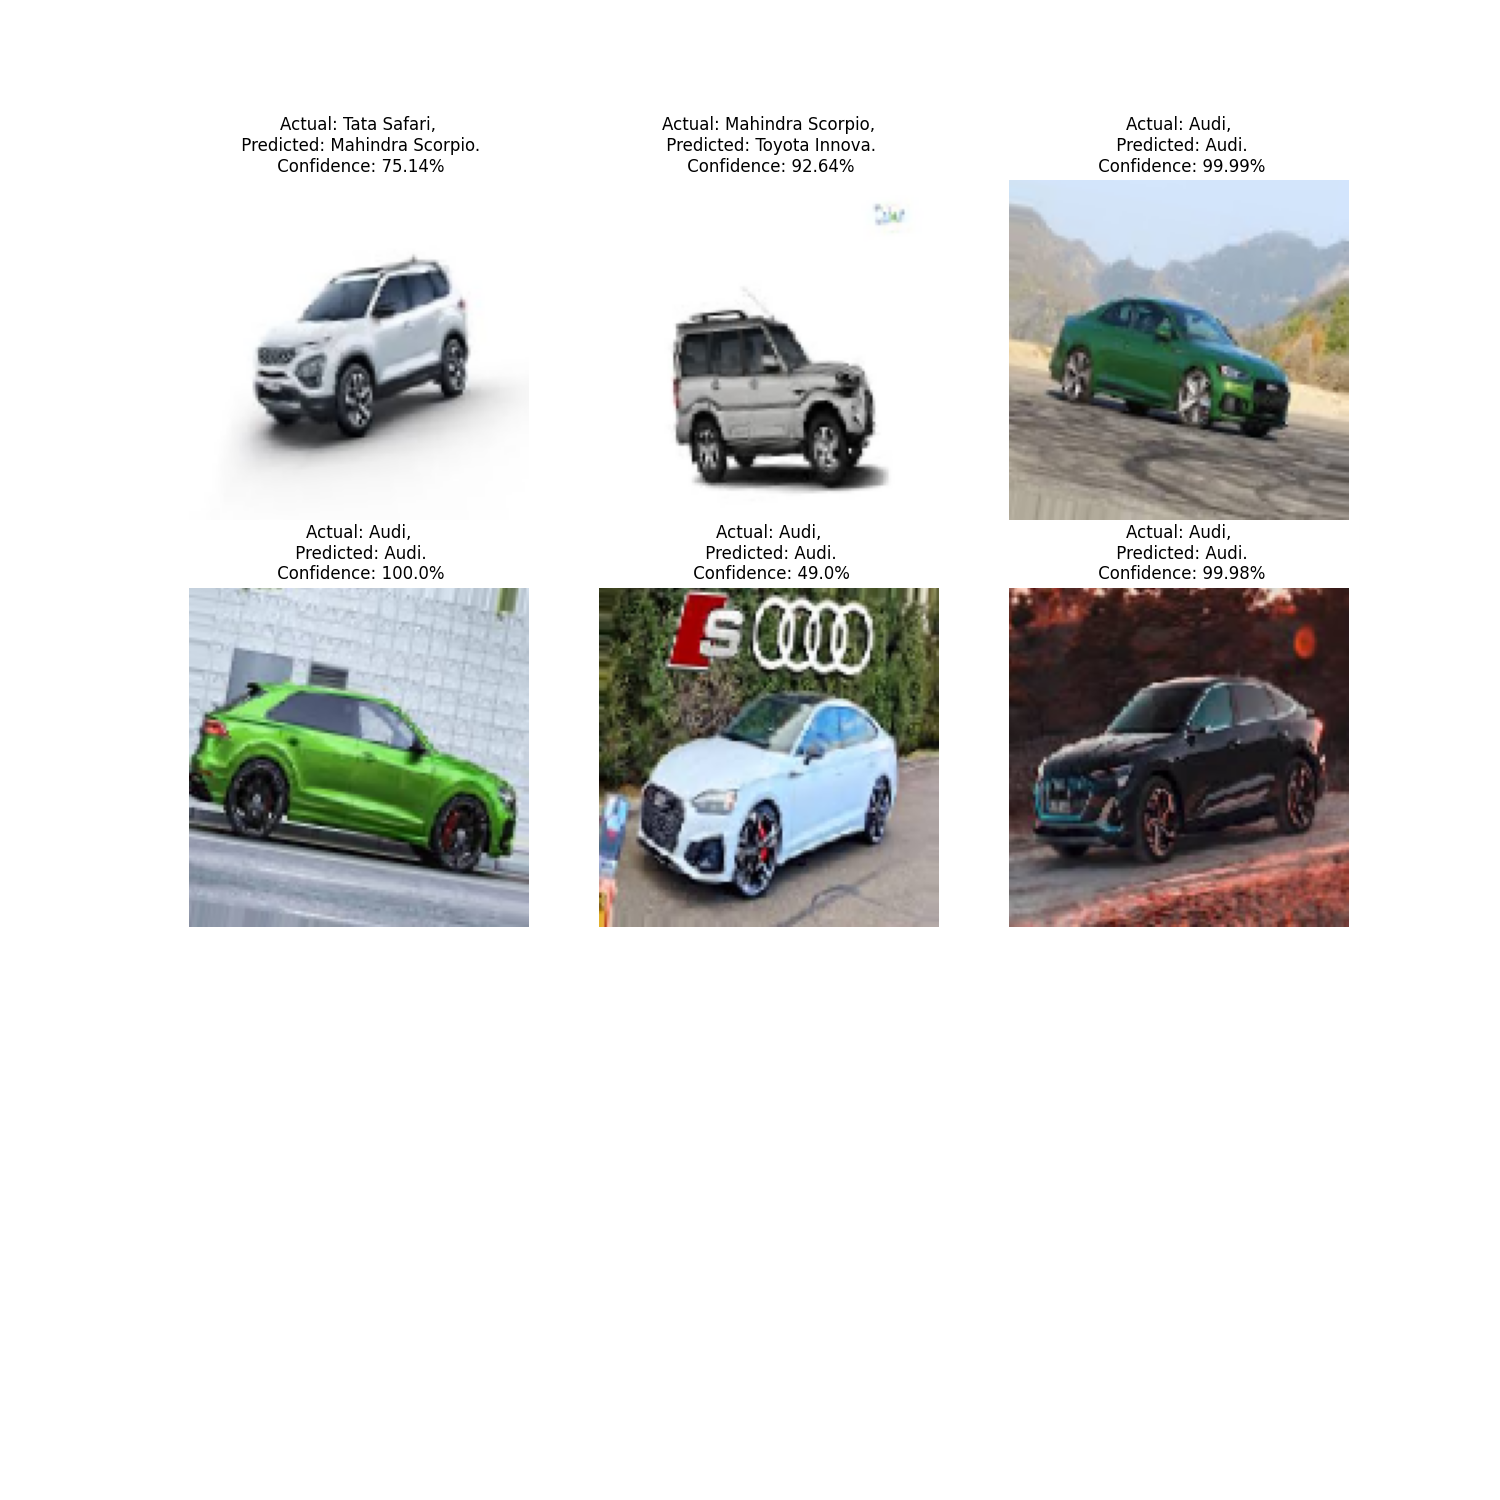 Actual: Tata Safari,
Predicted: Mahindra Scorpio.
Confidence: 75.14%
Actual: Mahindra Scorpio,
Predicted: Toyota Innova.
Confidence: 92.64%
Actual: Audi,
Predicted: Audi.
Confidence: 99.99%
Actual: Audi,
Predicted: Audi.
Confidence: 100.0%
Actual: Audi,
Predicted: Audi.
Confidence: 49.0%
Actual: Audi,
Predicted: Audi.
Confidence: 99.98%
S